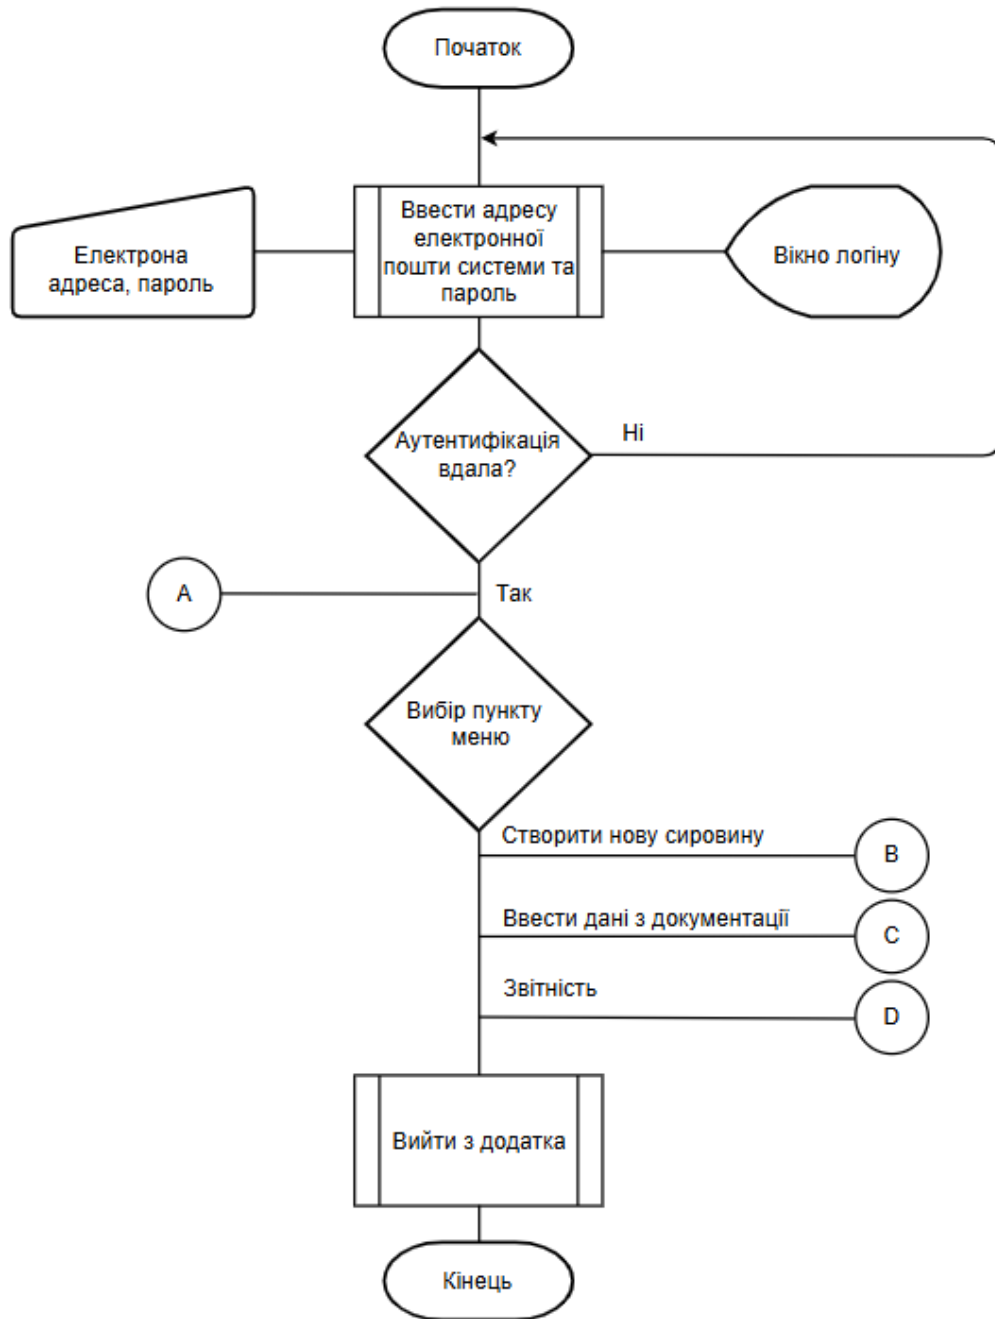 Початок
Ввести адресу
електронної
пошти системи та
пароль
Електрона
адреса, пароль
Вікно логіну
Аутентифікація
вдала?
Ні
А
Так
Вибір пункту
меню
Створити нову сировину
В
Ввести дані з документації
С
Звітність
D
Вийти з додатка
Кінець